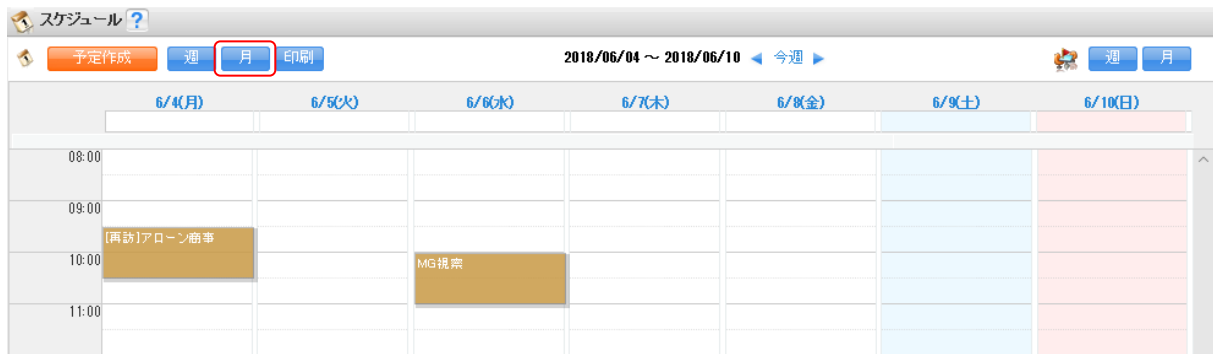 スケジュール ?
予定作成 週 月 印刷 2018/06/04 ～ 2018/06/10 ◀ 今週 ▶ 週 月
6/4(月) 6/5(火) 6/6(水) 6/7(木) 6/8(金) 6/9(土) 6/10(日)
08:00
09:00
[再訪]アローン商事
10:00
MG視察
11:00